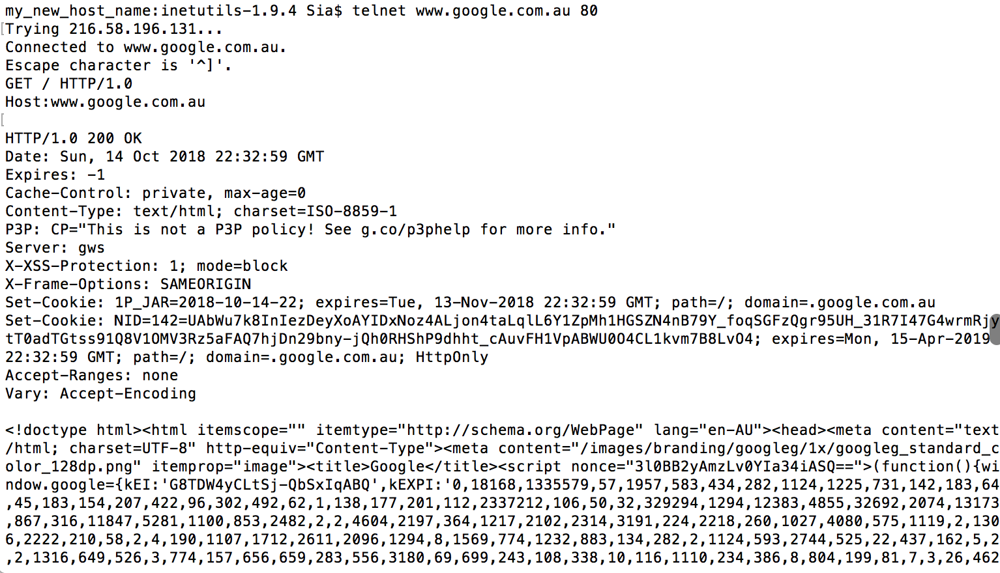 my_new_host_name:inetutils-1.9.4 Sia$ telnet www.google.com.au 80
[Trying 216.58.196.131...
Connected to www.google.com.au.
Escape character is '^]'.
GET / HTTP/1.0
Host:www.google.com.au
[
HTTP/1.0 200 OK
Date: Sun, 14 Oct 2018 22:32:59 GMT
Expires: -1
Cache-Control: private, max-age=0
Content-Type: text/html; charset=ISO-8859-1
P3P: CP="This is not a P3P policy! See g.co/p3phelp for more info."
Server: gws
X-XSS-Protection: 1; mode=block
X-Frame-Options: SAMEORIGIN
Set-Cookie: 1P_JAR=2018-10-14-22; expires=Tue, 13-Nov-2018 22:32:59 GMT; path=/; domain=.google.com.au
Set-Cookie: NID=142=UAbWu7k8InIezDeyXoAYIDxNoz4ALjon4taLqlL6Y1ZpMh1HGSZN4nB79Y_foqSGFzQgr95UH_31R7I47G4wrmRjy
tT0adTGtss91Q8V1OMV3Rz5aFAQ7hjDn29bny-jQh0RHShP9dhht_cAuvFH1VpABWU0O4CL1kvm7B8LvO4; expires=Mon, 15-Apr-2019
22:32:59 GMT; path=/; domain=.google.com.au; HttpOnly
Accept-Ranges: none
Vary: Accept-Encoding
<!doctype html><html itemscope="" itemtype="http://schema.org/WebPage" lang="en-AU"><head><meta content="text
/html; charset=UTF-8" http-equiv="Content-Type"><meta content="/images/branding/googleg/1x/googleg_standard_c
olor_128dp.png" itemprop="image"><title>Google</title><script nonce="3l0BB2yAmzLv0YIa34iASQ==">(function(){wi
ndow.google={kEI:'G8TDW4yCLtSj-QbSxIqABQ',kEXPI:'0,18168,1335579,57,1957,583,434,282,1124,1225,731,142,183,64
,45,183,154,207,422,96,302,492,62,1,138,177,201,112,2337212,106,50,32,329294,1294,12383,4855,32692,2074,13173
,867,316,11847,5281,1100,853,2482,2,2,4604,2197,364,1217,2102,2314,3191,224,2218,260,1027,4080,575,1119,2,130
6,2222,210,58,2,4,190,1107,1712,2611,2096,1294,8,1569,774,1232,883,134,282,2,1124,593,2744,525,22,437,162,5,2
,2,1316,649,526,3,774,157,656,659,283,556,3180,69,699,243,108,338,10,116,1110,234,386,8,804,199,81,7,3,26,462